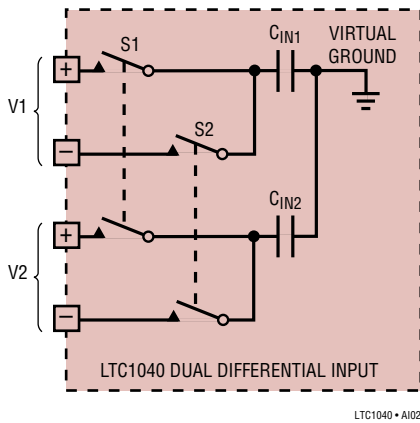 S1
C_IN1
VIRTUAL
GROUND
+
V1
S2
−
C_IN2
+
V2
−
LTC1040 DUAL DIFFERENTIAL INPUT
LTC1040 • AI02